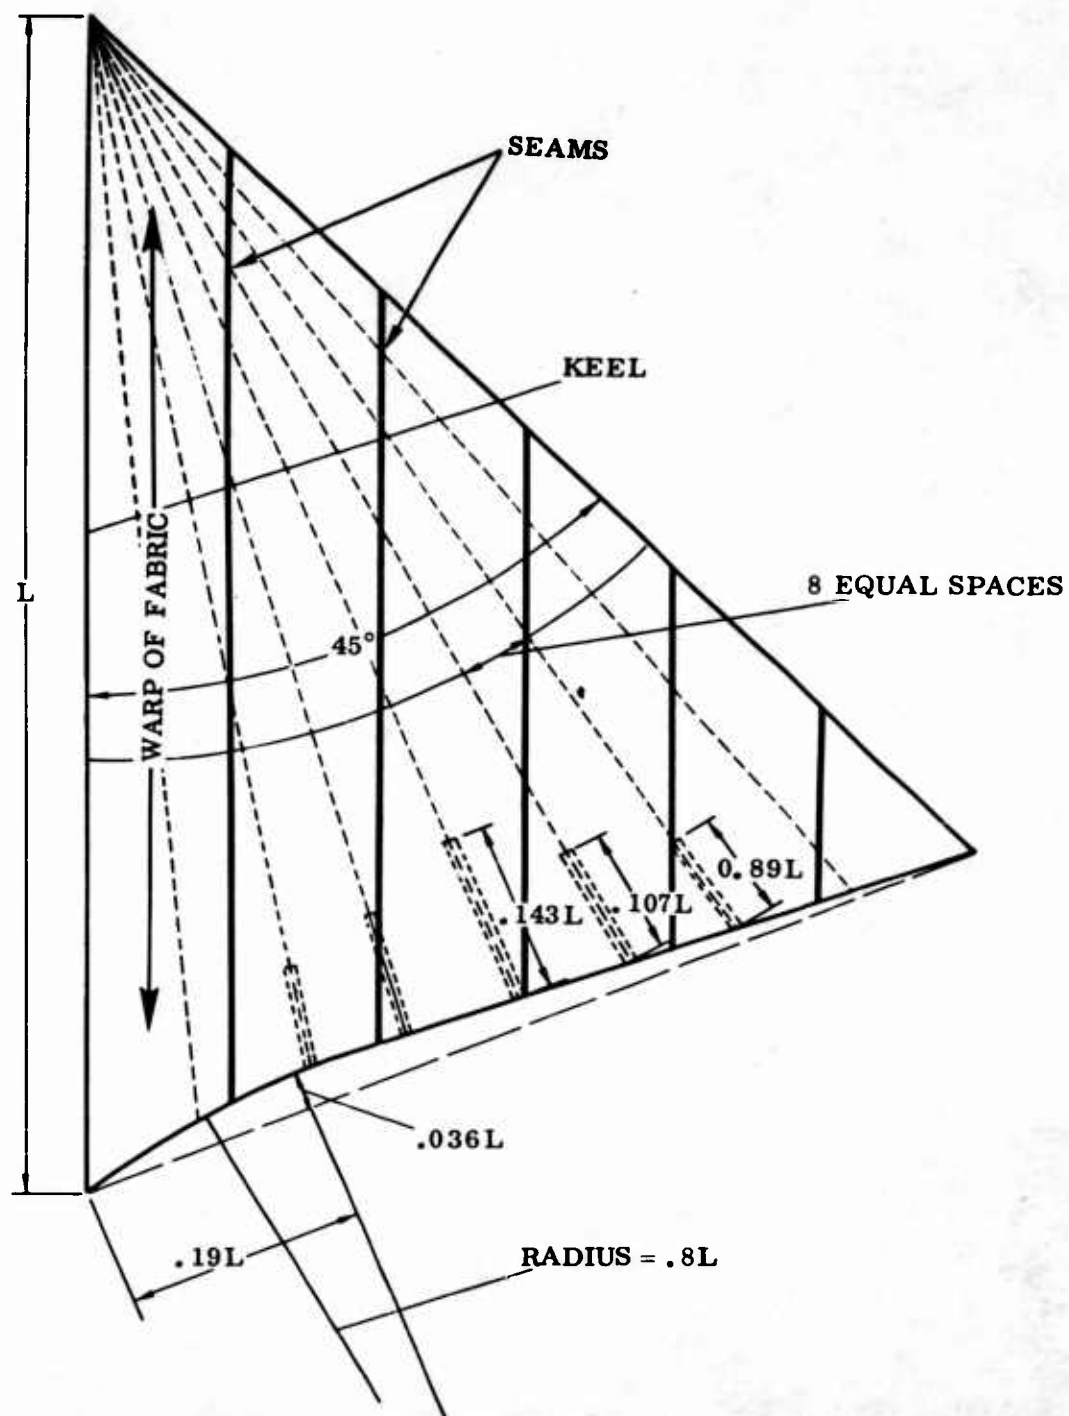 SEAMS
KEEL
L
8 EQUAL SPACES
45°
WARP OF FABRIC
0.89L
.107L
.143L
.036L
.19L
RADIUS = .8L